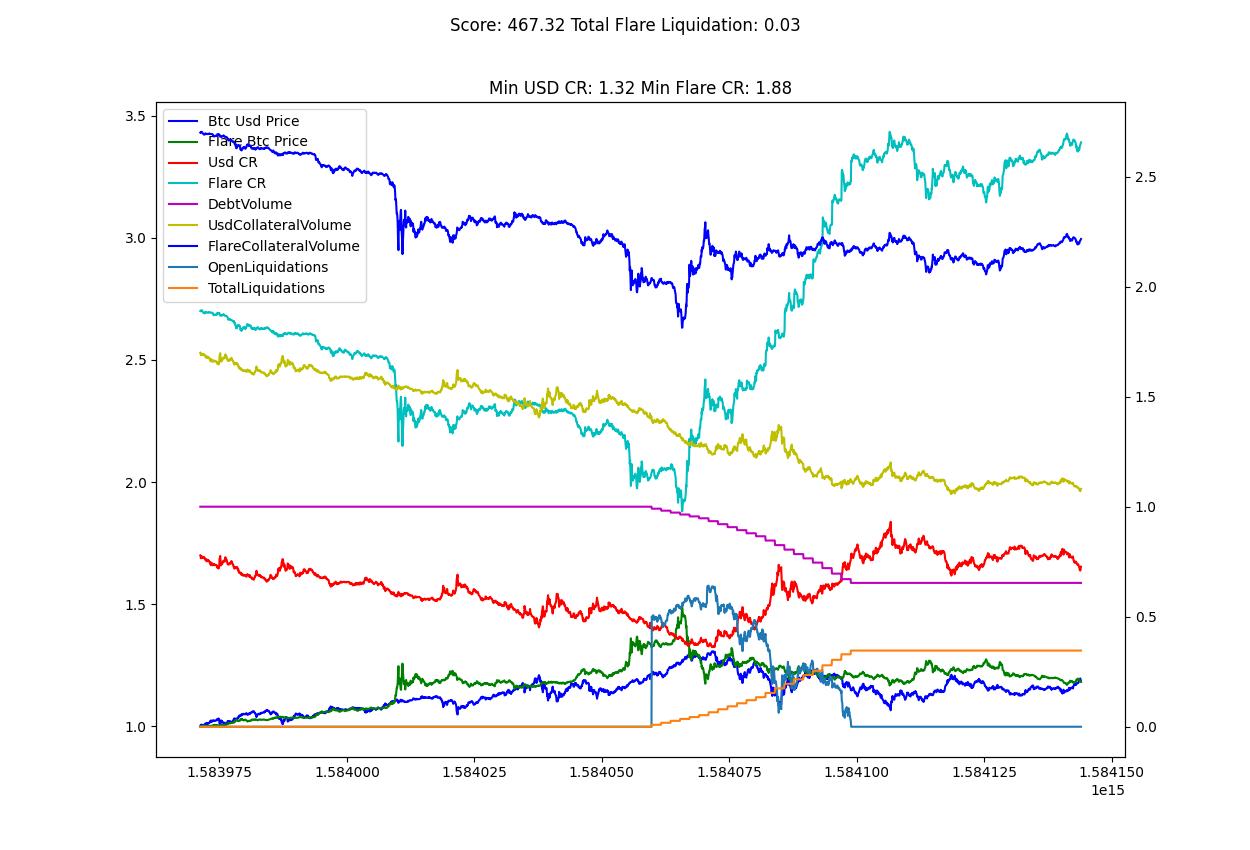 Score: 467.32 Total Flare Liquidation: 0.03
Min USD CR: 1.32 Min Flare CR: 1.88
Btc Usd Price
Flare Btc Price
Usd CR
Flare CR
DebtVolume
UsdCollateralVolume
FlareCollateralVolume
OpenLiquidations
TotalLiquidations
3.5
3.0
2.5
2.0
1.5
1.0
2.5
2.0
1.5
1.0
0.5
0.0
1.583975 1.584000 1.584025 1.584050 1.584075 1.584100 1.584125 1.584150
1e15